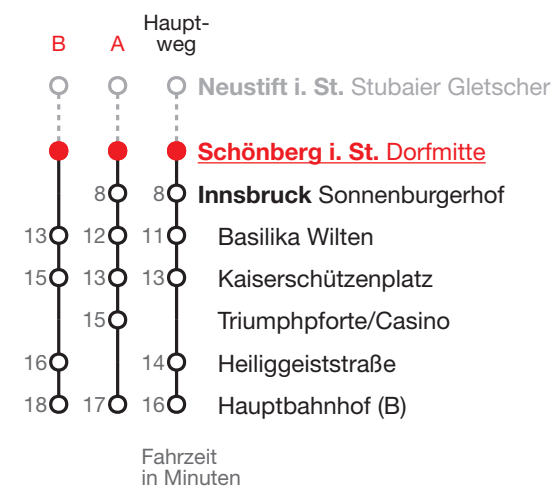 Haupt-
B A weg
Neustift i. St. Stubaier Gletscher
Schönberg i. St. Dorfmitte
8 8 Innsbruck Sonnenburgerhof
13 12 11 Basilika Wilten
15 13 13 Kaiserschützenplatz
15 Triumphpforte/Casino
16 14 Heiliggeiststraße
18 17 16 Hauptbahnhof (B)
Fahrzeit
in Minuten